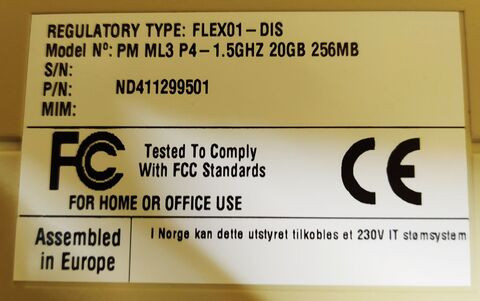 REGULATORY TYPE: FLEX01-DIS
Model Nº: PM ML3 P4-1.5GHZ 20GB 256MB
S/N:
P/N: ND411299501
MIM:
FC Tested To Comply
With FCC Standards
CE
FOR HOME OR OFFICE USE
Assembled
in Europe
I Norge kan dette utstyret tilkobles et 230V IT stømsystem